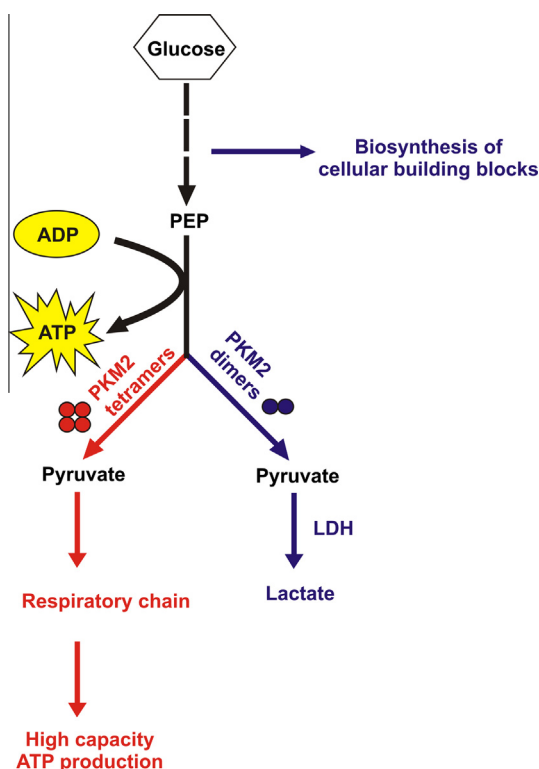 Glucose
Biosynthesis of
cellular building blocks
PEP
ADP
ATP
PKM2
tetramers
PKM2
dimers
Pyruvate
Pyruvate
LDH
Respiratory chain
Lactate
High capacity
ATP production